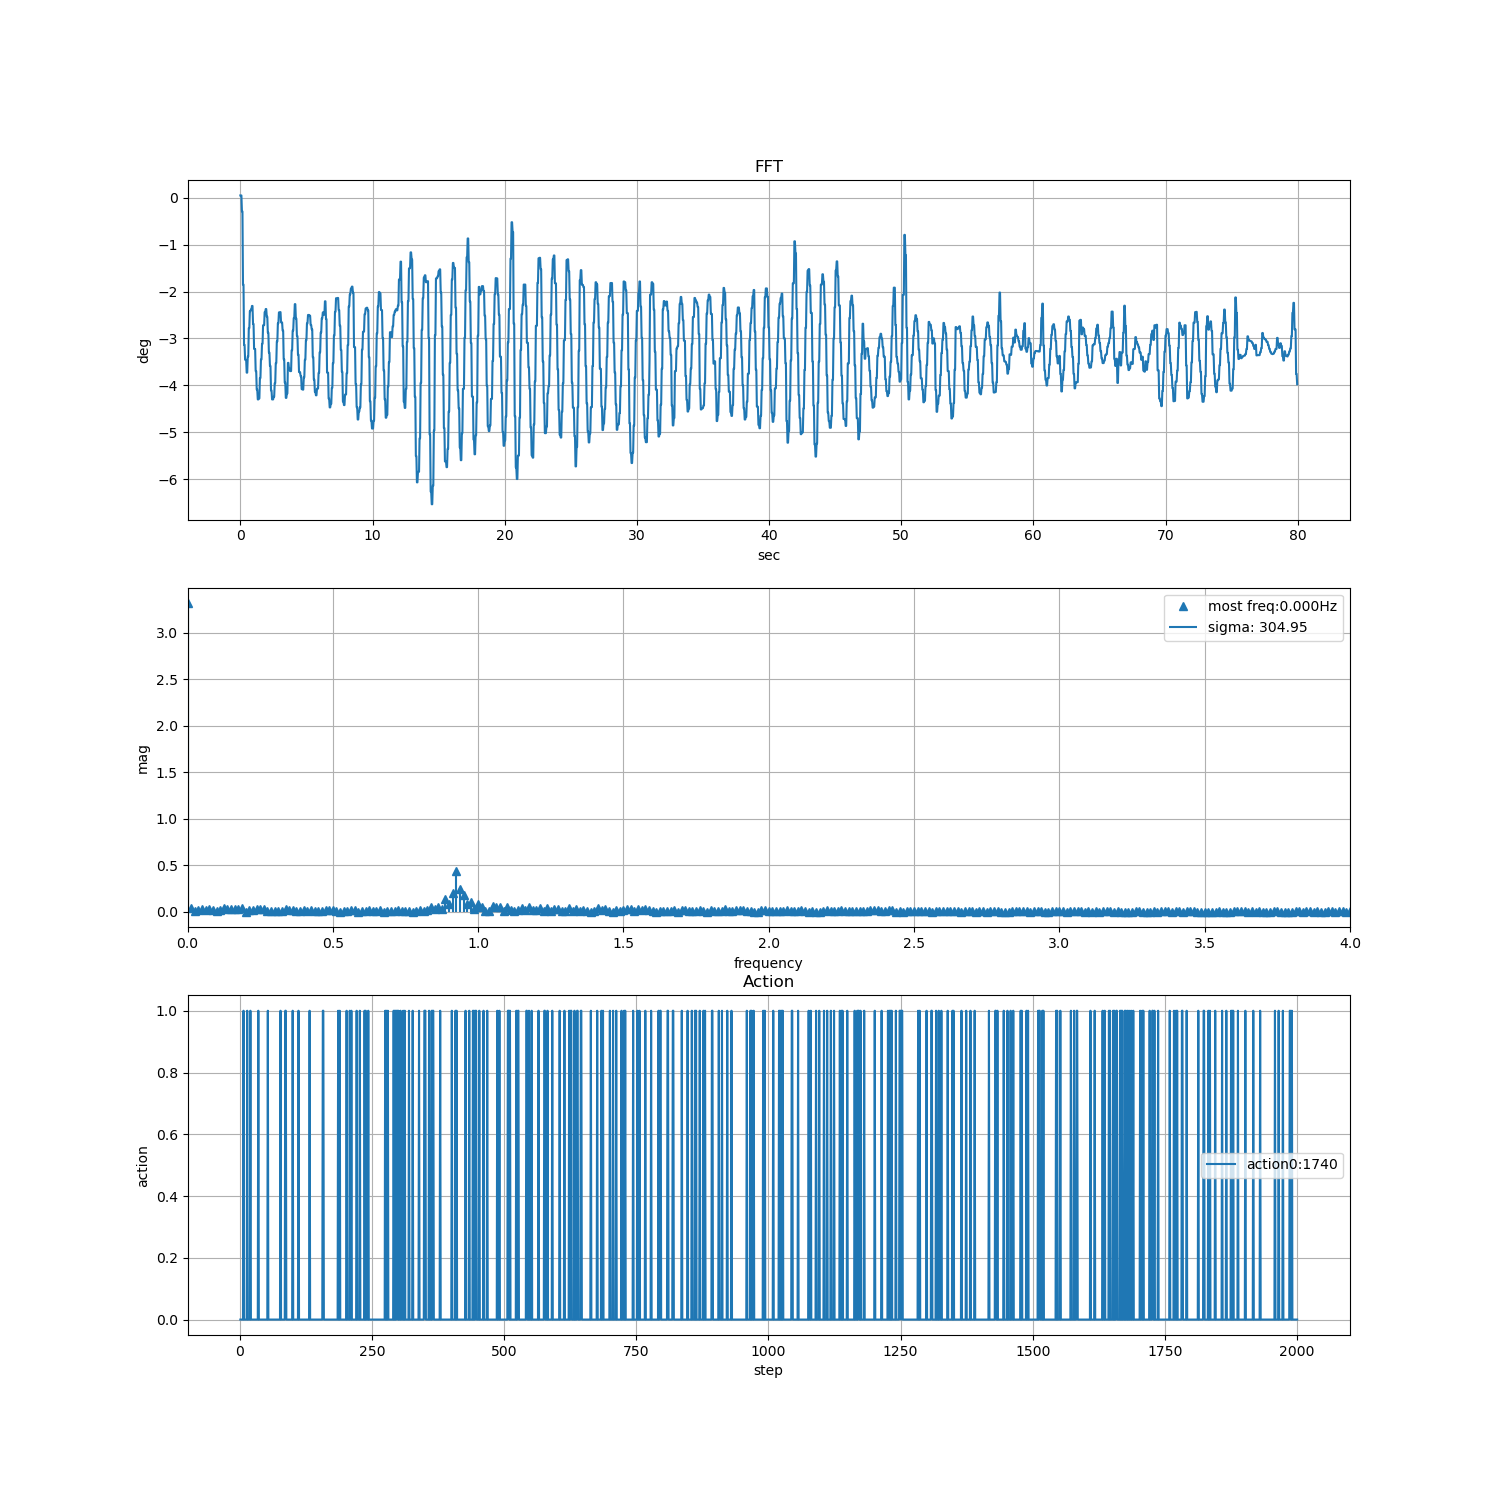 FFT
0
−1
−2
−3
−4
−5
−6
deg
0 10 20 30 40 50 60 70 80
sec
3.0
2.5
2.0
1.5
1.0
0.5
0.0
mag
most freq:0.000Hz
sigma: 304.95
0.0 0.5 1.0 1.5 2.0 2.5 3.0 3.5 4.0
frequency
Action
1.0
0.8
0.6
0.4
0.2
0.0
action
action0:1740
0 250 500 750 1000 1250 1500 1750 2000
step